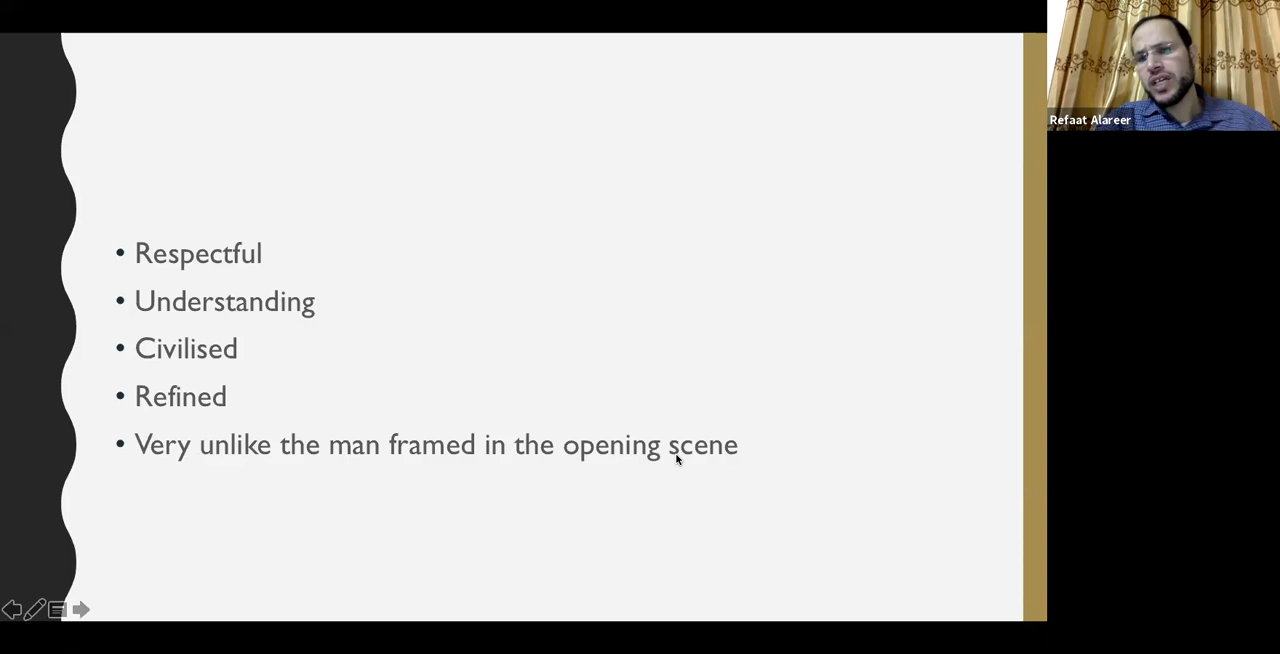 Respectful
Understanding
Civilised
Refined
Very unlike the man framed in the opening scene
Refaat Alareer